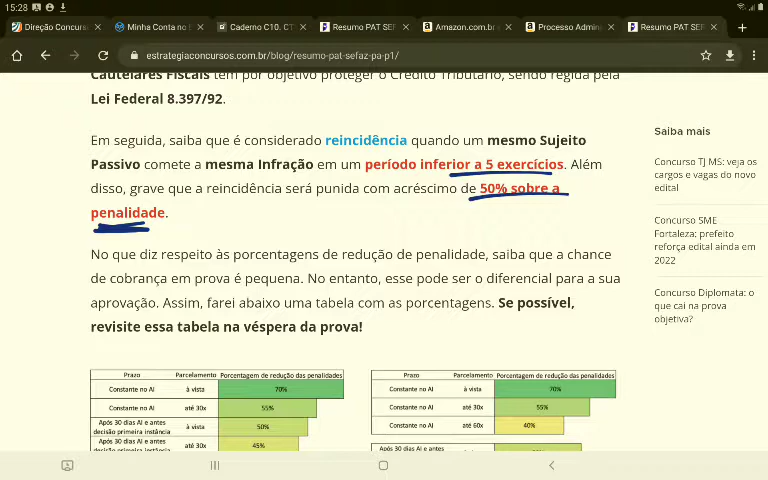 15:28
Direção Concurs
Minha Conta no
Caderno C10. CT
Resumo PAT SEF
Amazon.com.br
Processo Admin
Resumo PAT SEF
estrategiaconcursos.com.br/blog/resumo-pat-sefaz-pa-p1/
Cautelares Fiscais têm por objetivo proteger o Crédito Tributário, sendo regida pela
Lei Federal 8.397/92.
Em seguida, saiba que é considerado reincidência quando um mesmo Sujeito
Passivo comete a mesma Infração em um período inferior a 5 exercícios. Além
disso, grave que a reincidência será punida com acréscimo de 50% sobre a
penalidade.
No que diz respeito às porcentagens de redução de penalidade, saiba que a chance
de cobrança em prova é pequena. No entanto, esse pode ser o diferencial para a sua
aprovação. Assim, farei abaixo uma tabela com as porcentagens. Se possível,
revisite essa tabela na véspera da prova!
Saiba mais
Concurso TJ MS: veja os
cargos e vagas do novo
edital
Concurso SME
Fortaleza: prefeito
reforça edital ainda em
2022
Concurso Diplomata: o
que cai na prova
objetiva?
Prazo Parcelamento Porcentagem de redução das penalidades
Constante no AI à vista 70%
Constante no AI até 30x 55%
Após 30 dias AI e antes
decisão primeira instância à vista 50%
Após 30 dias AI e antes
decisão primeira instância até 30x 45%
Prazo Parcelamento Porcentagem de redução das penalidades
Constante no AI à vista 70%
Constante no AI até 30x 55%
Constante no AI até 60x 40%
Após 30 dias AI e antes